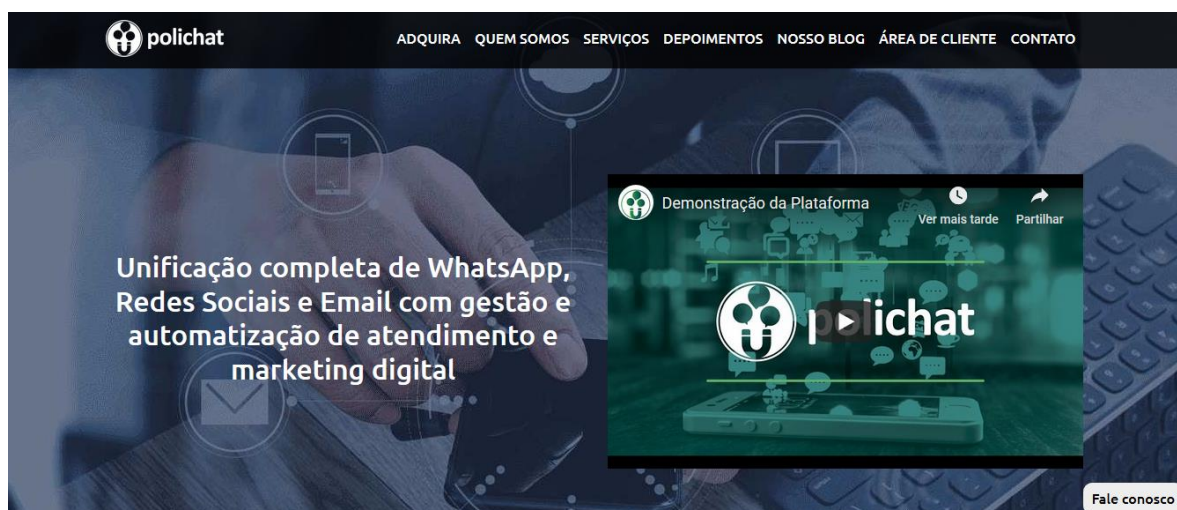 polichat
ADQUIRA QUEM SOMOS SERVIÇOS DEPOIMENTOS NOSSO BLOG ÁREA DE CLIENTE CONTATO
Demonstração da Plataforma
Ver mais tarde Partilhar
Unificação completa de WhatsApp,
Redes Sociais e Email com gestão e
automatização de atendimento e
marketing digital
polichat
Fale conosco